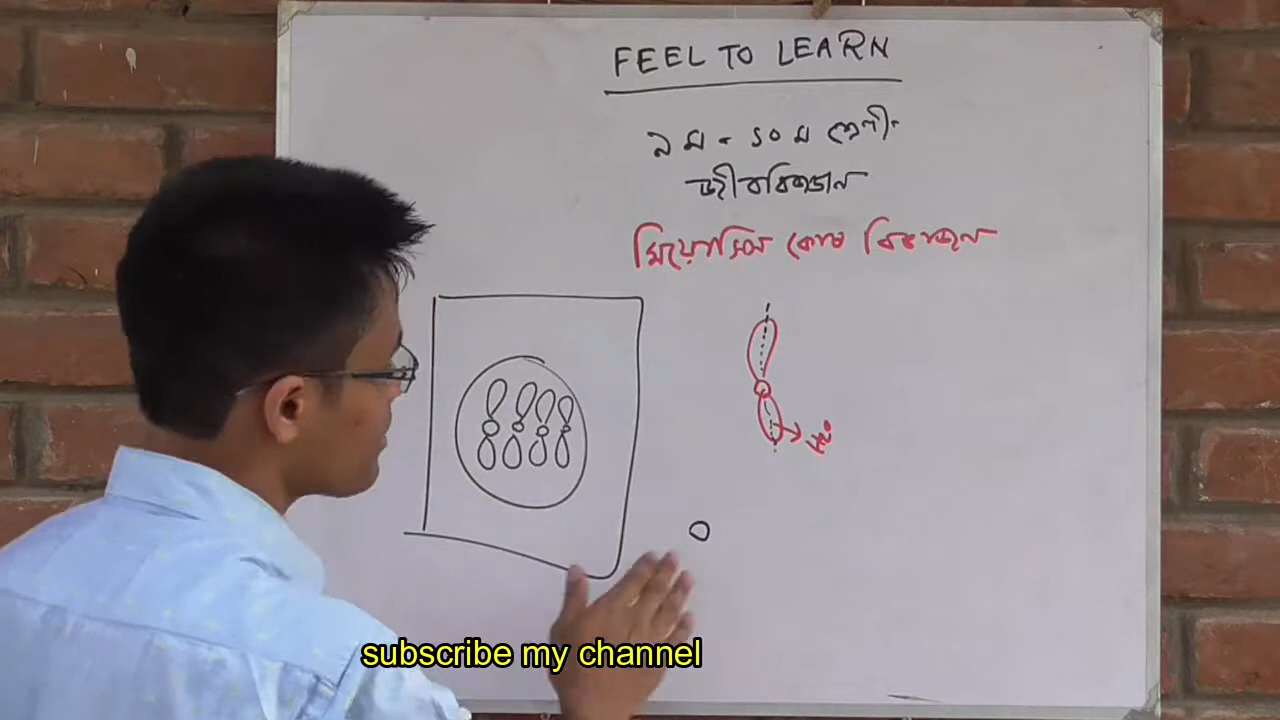 FEEL TO LEARN
৯ম - ১০ম শ্রেণী
জীববিজ্ঞান
মিয়োসিস কোষ বিভাজন
subscribe my channel